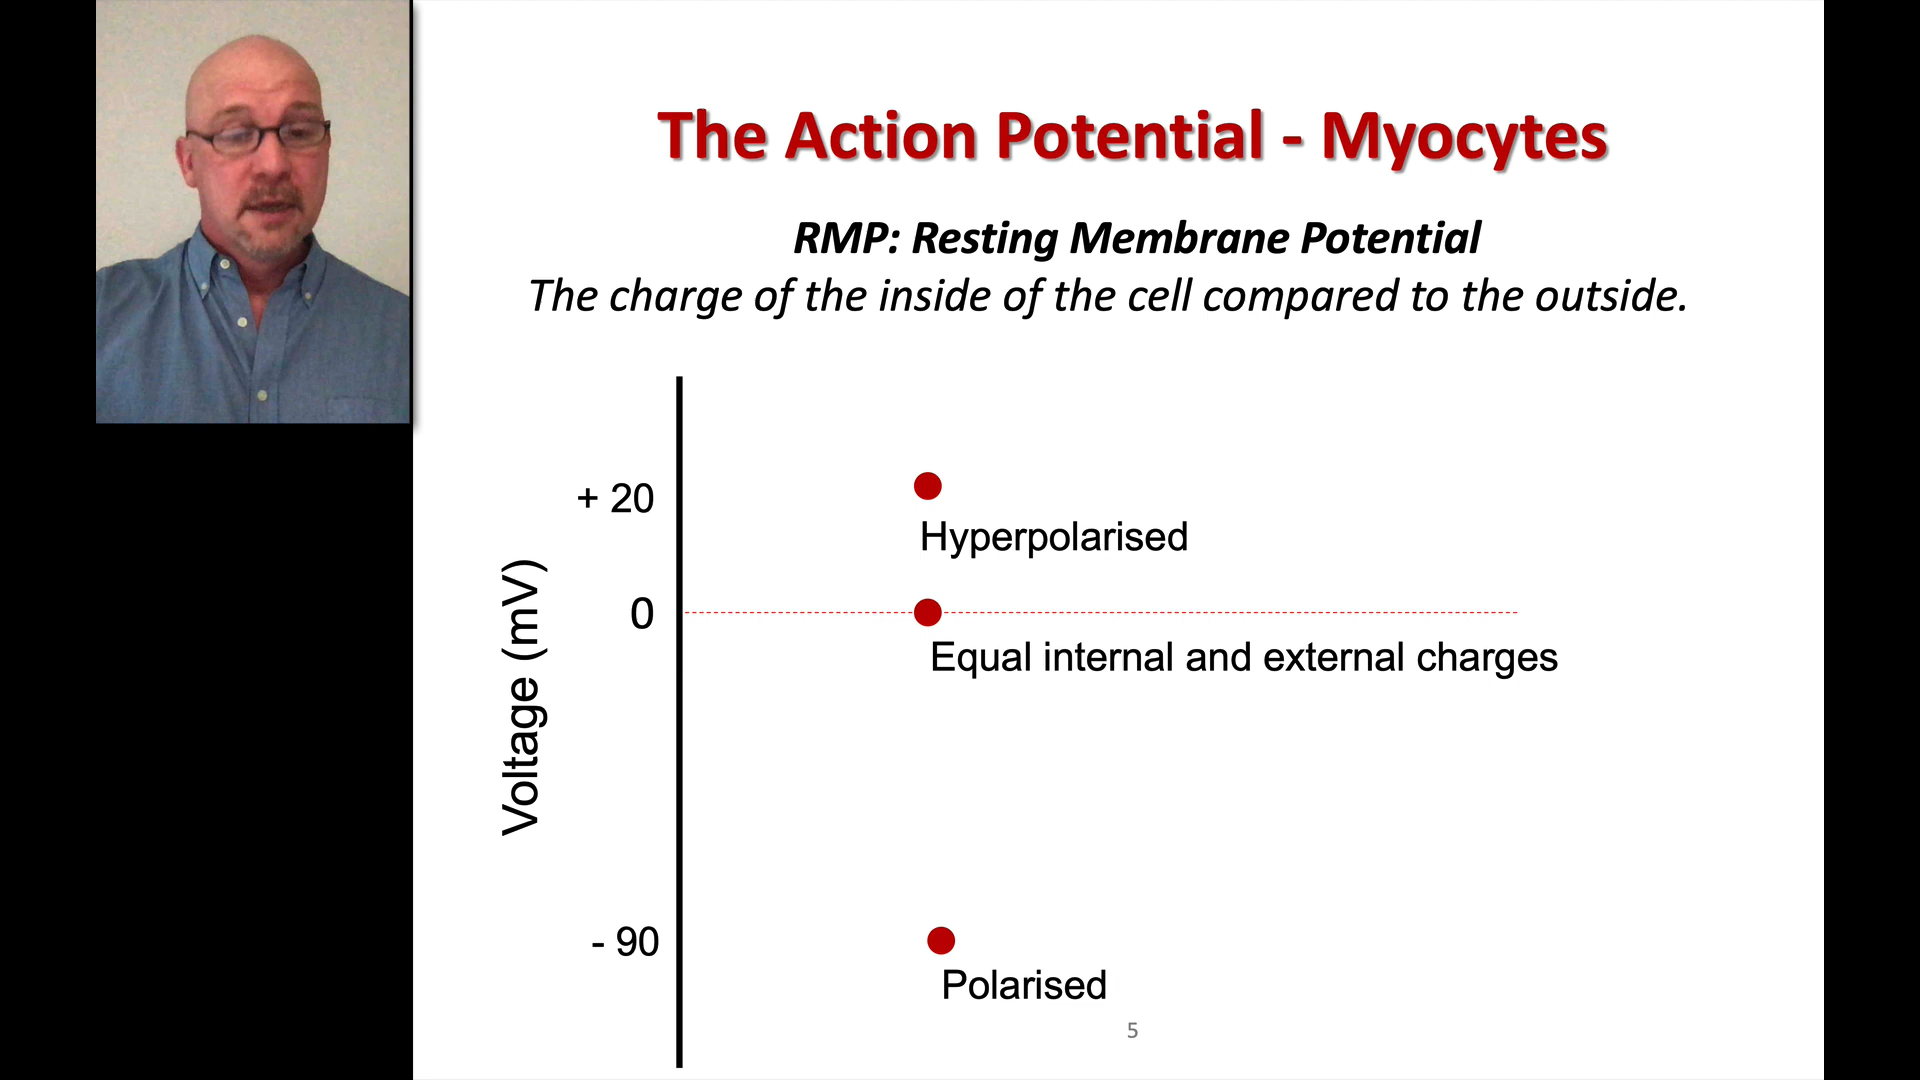 The Action Potential - Myocytes
RMP: Resting Membrane Potential
The charge of the inside of the cell compared to the outside.
+ 20
Hyperpolarised
0
Equal internal and external charges
Voltage (mV)
- 90
Polarised
5